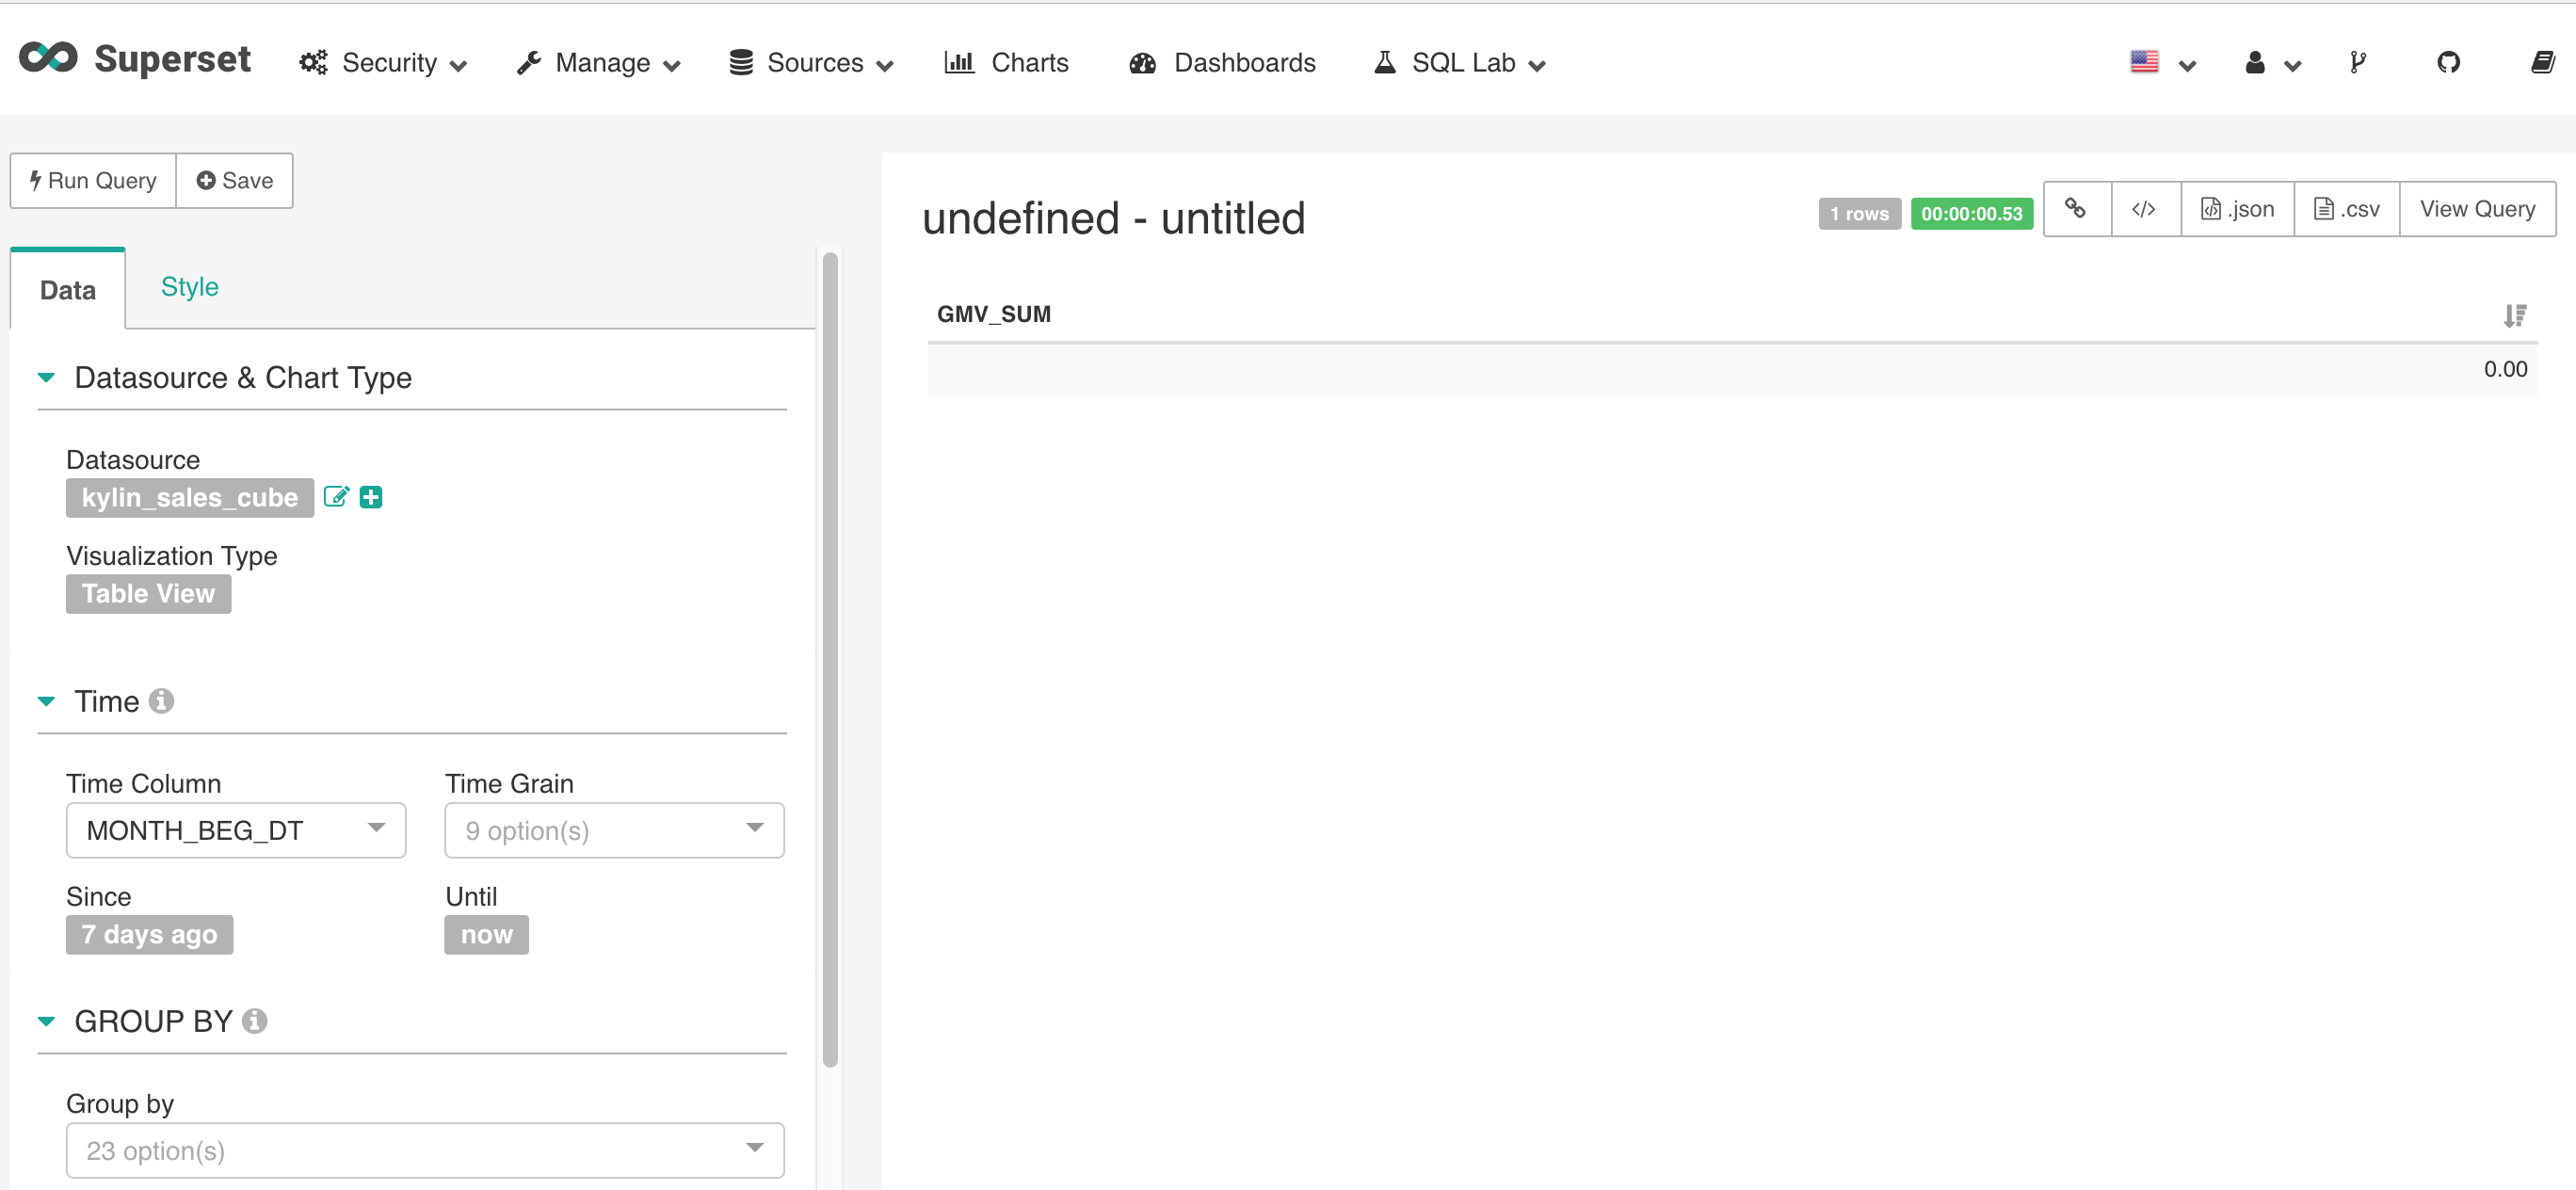 Superset Security Manage Sources Charts Dashboards SQL Lab
Run Query Save
Data Style
Datasource & Chart Type
Datasource
kylin_sales_cube
Visualization Type
Table View
Time
Time Column Time Grain
MONTH_BEG_DT 9 option(s)
Since Until
7 days ago now
GROUP BY
Group by
23 option(s)
undefined - untitled
1 rows 00:00:00.53 .json .csv View Query
GMV_SUM
0.00